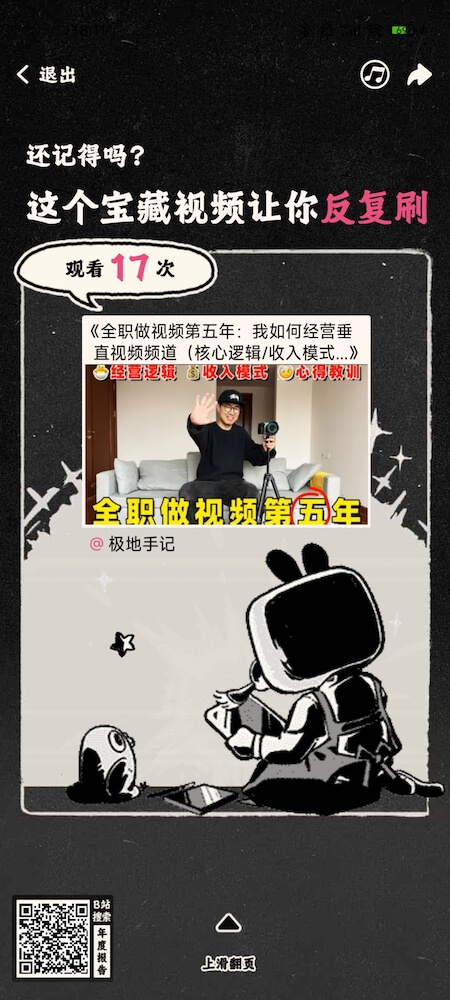 退出
还记得吗？
这个宝藏视频让你反复刷
观看17次
《全职做视频第五年：我如何经营垂
直视频频道（核心逻辑/收入模式...》
经营逻辑 收入模式 心得教训
全职做视频第五年
@极地手记
B站
搜索
年度报告
上滑翻页